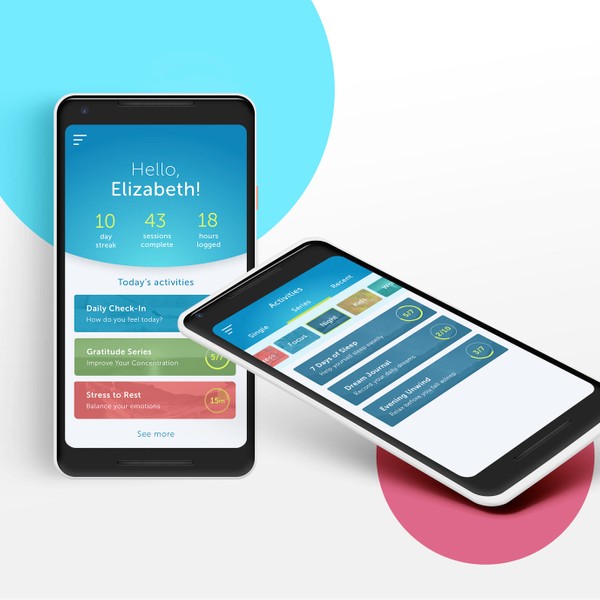 Hello,
Elizabeth!
10
day
streak
43
sessions
complete
18
hours
logged
Today's activities
Daily Check-In
How do you feel today?
Gratitude Series
Improve Your Concentration
5/7
Stress to Rest
Balance your emotions
15m
See more
Activities
Single
Series
Recent
Focus
Night
Kids
7 Days of Sleep
Help yourself sleep easily
5/7
Dream Journal
Record your daily dreams
2/10
Evening Unwind
Relax before you fall asleep
3/7